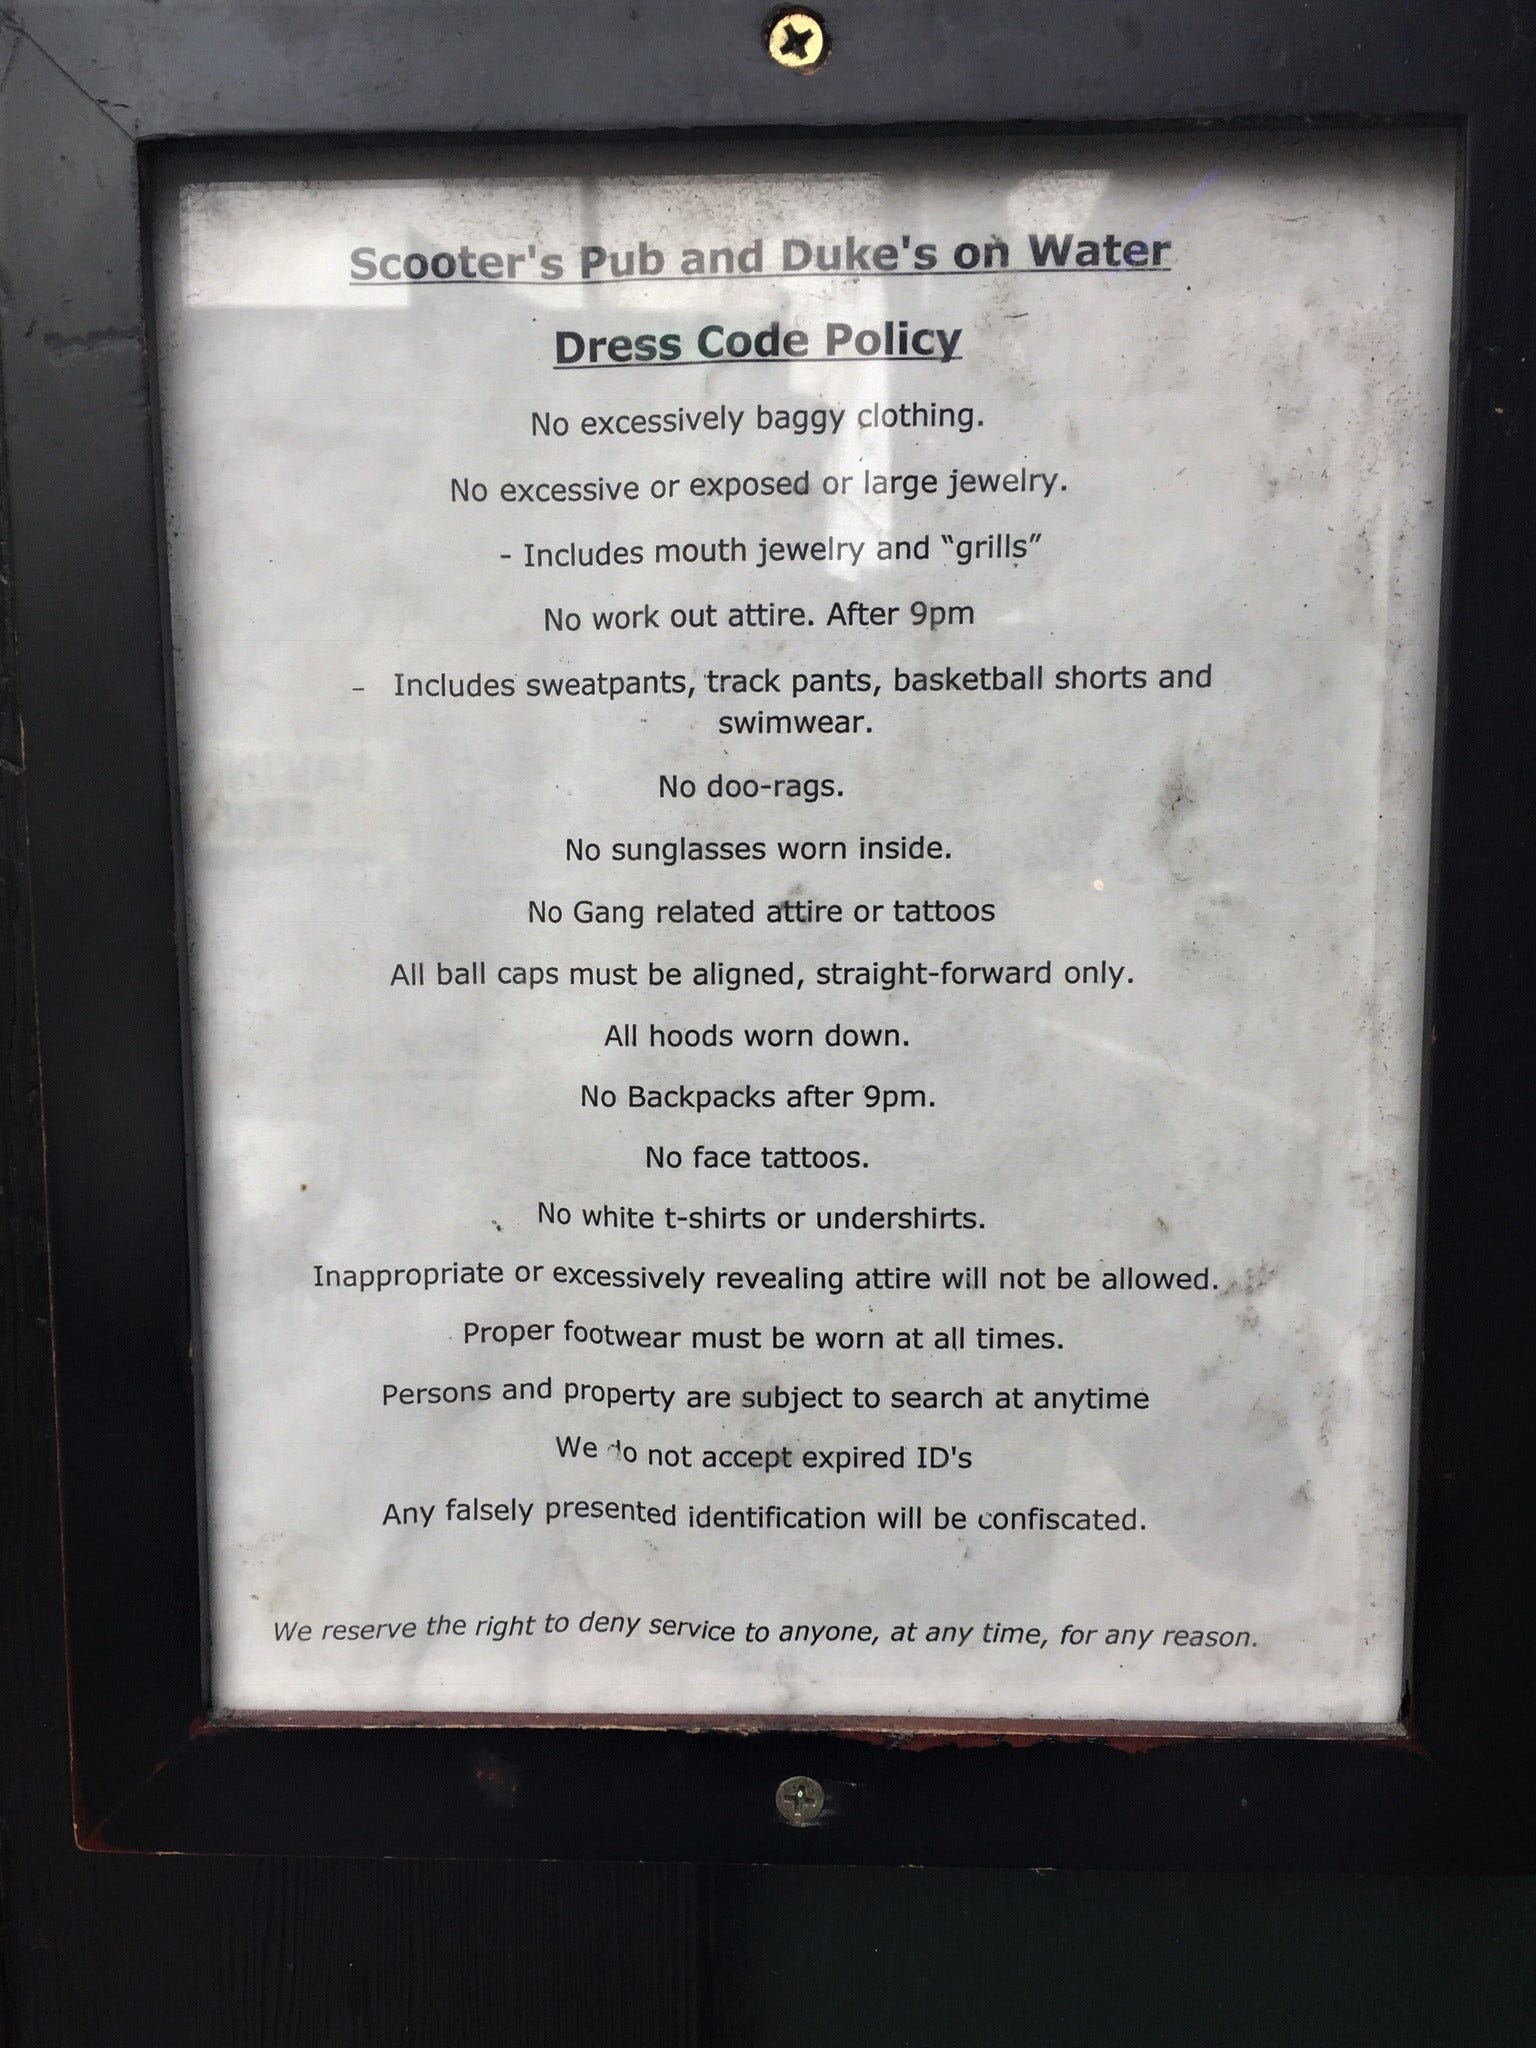 Scooter's Pub and Duke's on Water
Dress Code Policy
No excessively baggy clothing.
No excessive or exposed or large jewelry.
- Includes mouth jewelry and “grills”
No work out attire. After 9pm
- Includes sweatpants, track pants, basketball shorts and
swimwear.
No doo-rags.
No sunglasses worn inside.
No Gang related attire or tattoos
All ball caps must be aligned, straight-forward only.
All hoods worn down.
No Backpacks after 9pm.
No face tattoos.
No white t-shirts or undershirts.
Inappropriate or excessively revealing attire will not be allowed.
Proper footwear must be worn at all times.
Persons and property are subject to search at anytime
We do not accept expired ID's
Any falsely presented identification will be confiscated.
We reserve the right to deny service to anyone, at any time, for any reason.